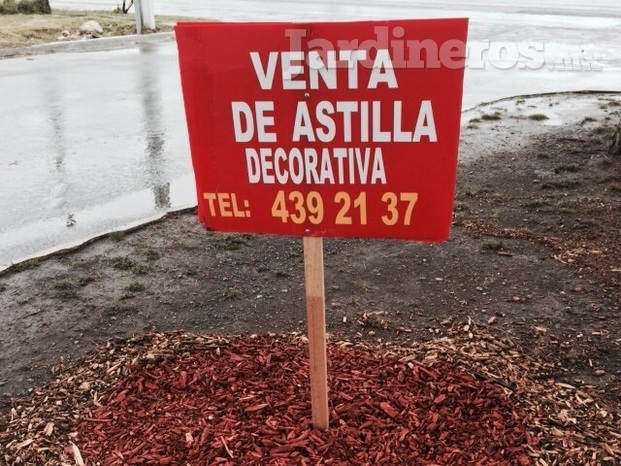 Jardineros
VENTA
DE ASTILLA
DECORATIVA
TEL: 439 21 37